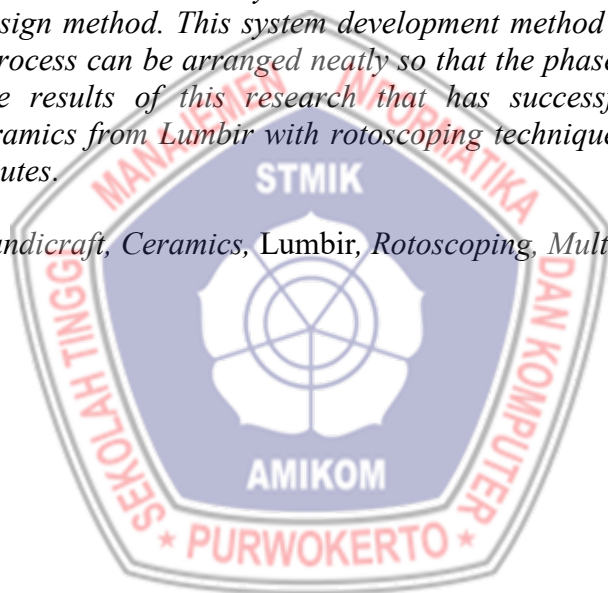 sign method. This system development method
rocess can be arranged neatly so that the phase
e results of this research that has successf
ramics from Lumbir with rotoscoping technique
utes.
ndicraft, Ceramics, Lumbir, Rotoscoping, Mult
MANAJEMEN INFORMATIKA
STMIK
SEKOLAH TINGGI
DAN KOMPUTER
AMIKOM
* PURWOKERTO *